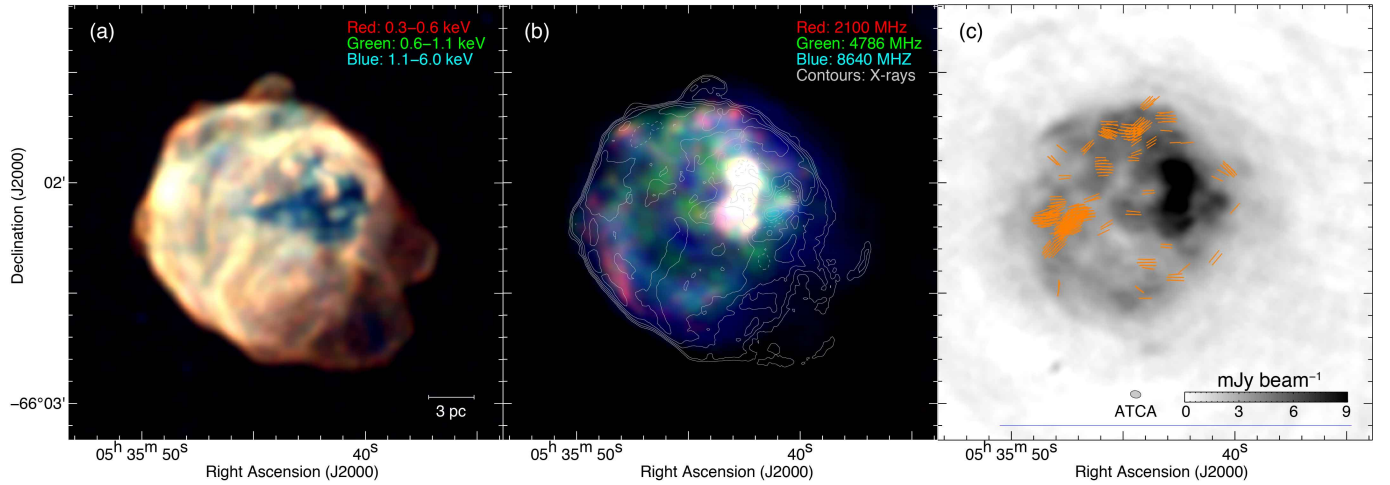 (a)
Red: 0.3–0.6 keV
Green: 0.6–1.1 keV
Blue: 1.1–6.0 keV
3 pc
Declination (J2000)
02'
−66°03'
05h 35m 50s
40s
Right Ascension (J2000)
(b)
Red: 2100 MHz
Green: 4786 MHz
Blue: 8640 MHZ
Contours: X-rays
40s
Right Ascension (J2000)
(c)
mJy beam−1
ATCA
0 3 6 9
05h 35m 50s
40s
Right Ascension (J2000)